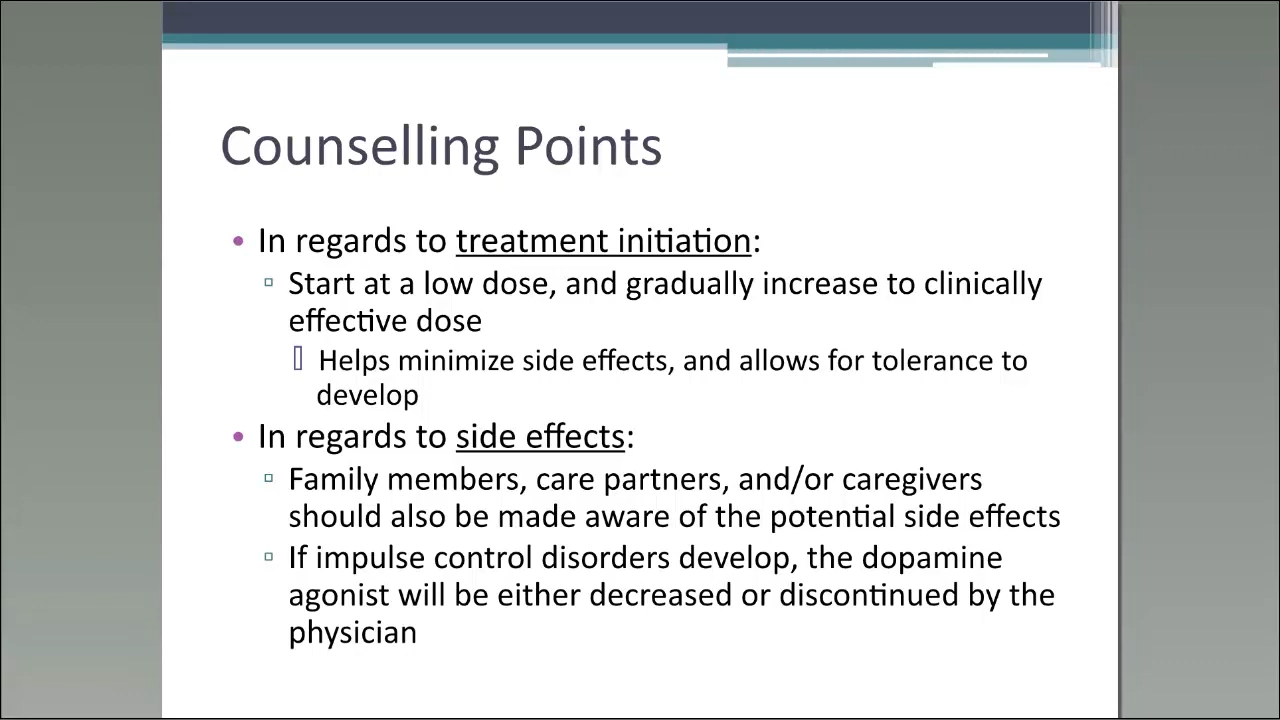 Counselling Points
• In regards to treatment initiation:
▫ Start at a low dose, and gradually increase to clinically
effective dose
▯ Helps minimize side effects, and allows for tolerance to
develop
• In regards to side effects:
▫ Family members, care partners, and/or caregivers
should also be made aware of the potential side effects
▫ If impulse control disorders develop, the dopamine
agonist will be either decreased or discontinued by the
physician